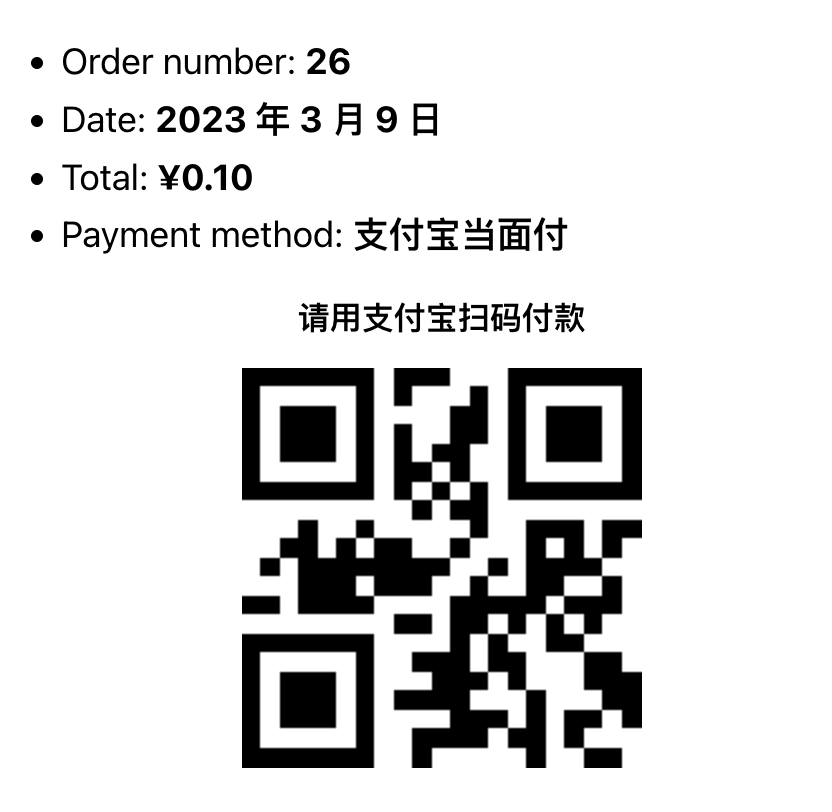 Order number: 26
Date: 2023 年 3 月 9 日
Total: ¥0.10
Payment method: 支付宝当面付
请用支付宝扫码付款